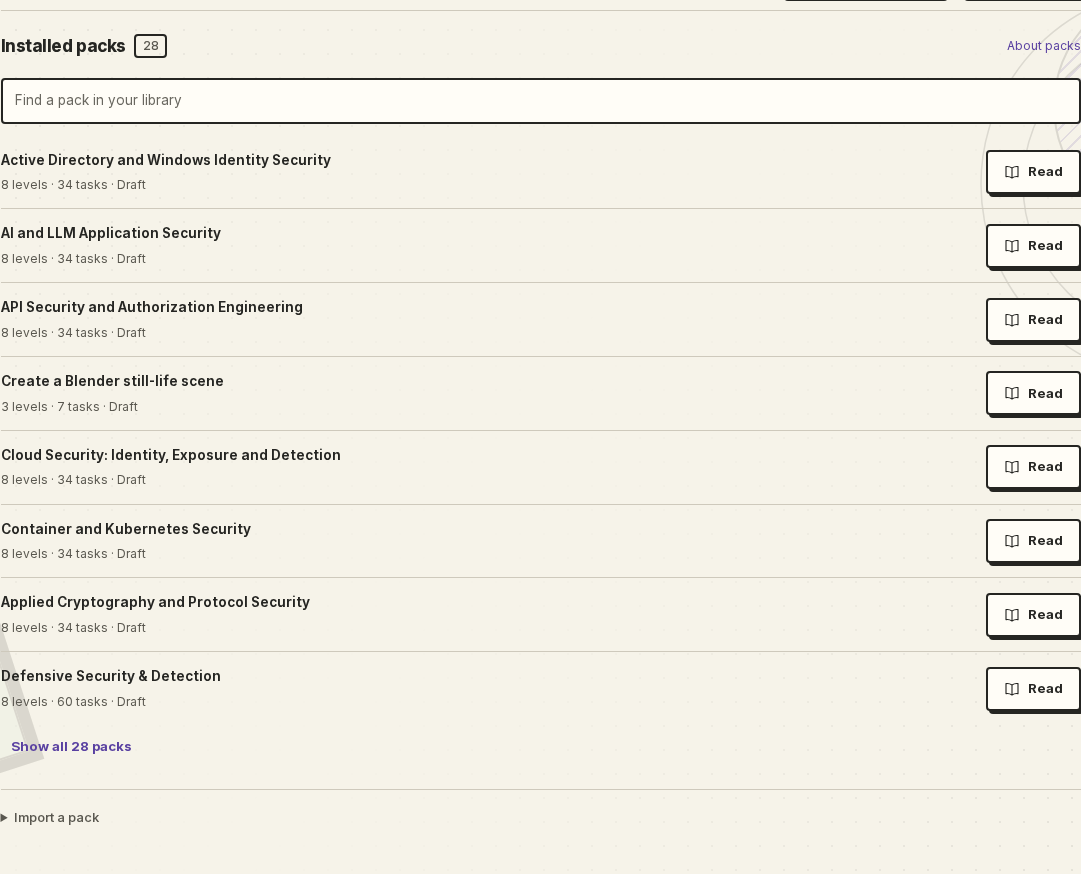 Installed packs 28
About packs
Find a pack in your library
Active Directory and Windows Identity Security
8 levels · 34 tasks · Draft
Read
AI and LLM Application Security
8 levels · 34 tasks · Draft
Read
API Security and Authorization Engineering
8 levels · 34 tasks · Draft
Read
Create a Blender still-life scene
3 levels · 7 tasks · Draft
Read
Cloud Security: Identity, Exposure and Detection
8 levels · 34 tasks · Draft
Read
Container and Kubernetes Security
8 levels · 34 tasks · Draft
Read
Applied Cryptography and Protocol Security
8 levels · 34 tasks · Draft
Read
Defensive Security & Detection
8 levels · 60 tasks · Draft
Read
Show all 28 packs
Import a pack